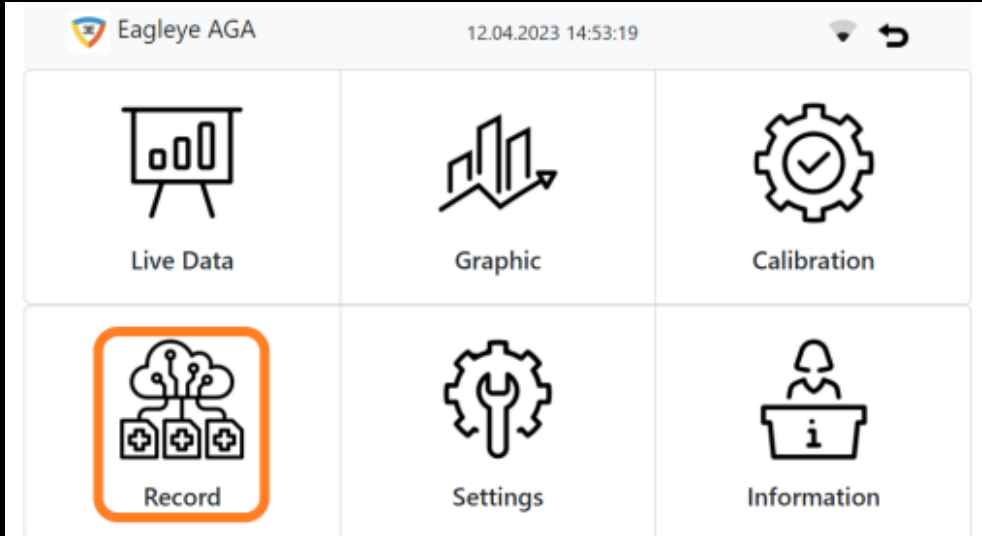 Eagleye AGA 12.04.2023 14:53:19
Live Data Graphic Calibration
i
Record Settings Information